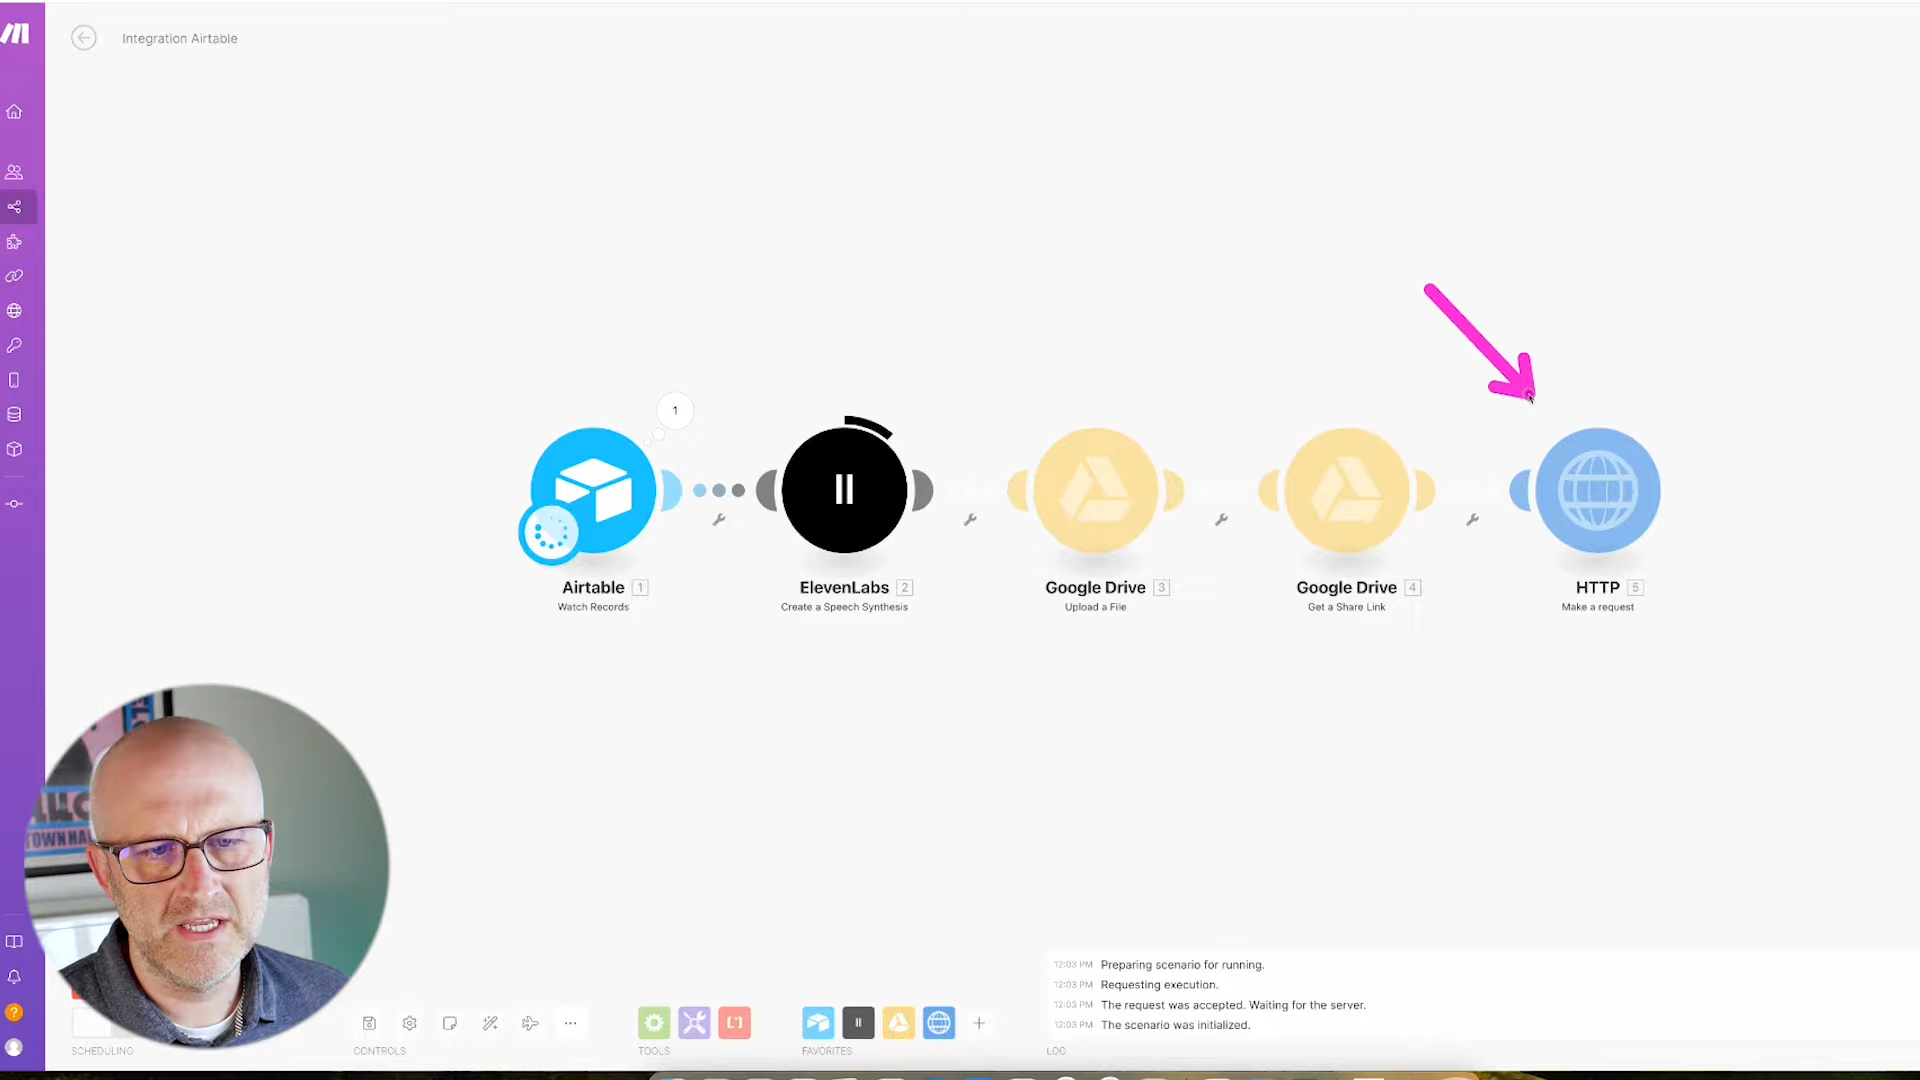 Integration Airtable
1
Airtable 1
Watch Records
ElevenLabs 2
Create a Speech Synthesis
Google Drive 3
Upload a File
Google Drive 4
Get a Share Link
HTTP 5
Make a request
TOWN HA
12:03 PM Preparing scenario for running.
12:03 PM Requesting execution.
12:03 PM The request was accepted. Waiting for the server.
12:03 PM The scenario was initialized.
?
SCHEDULING
CONTROLS
TOOLS
FAVORITES
LOG